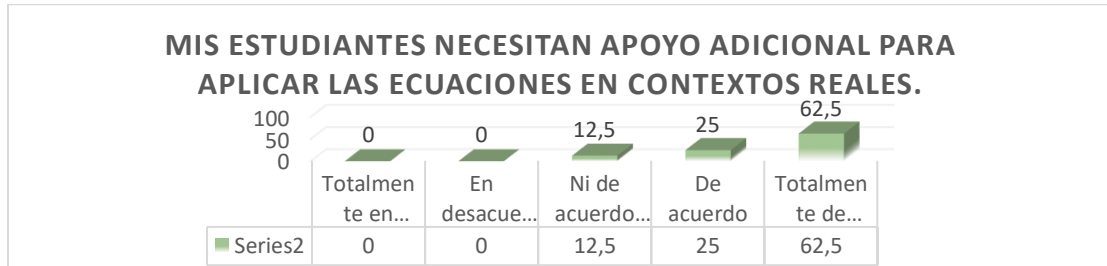 MIS ESTUDIANTES NECESITAN APOYO ADICIONAL PARA
APLICAR LAS ECUACIONES EN CONTEXTOS REALES.
100
50
0
0 0 12,5 25 62,5
Totalmen En Ni de De Totalmen
te en... desacue... acuerdo... acuerdo te de...
Series2 0 0 12,5 25 62,5